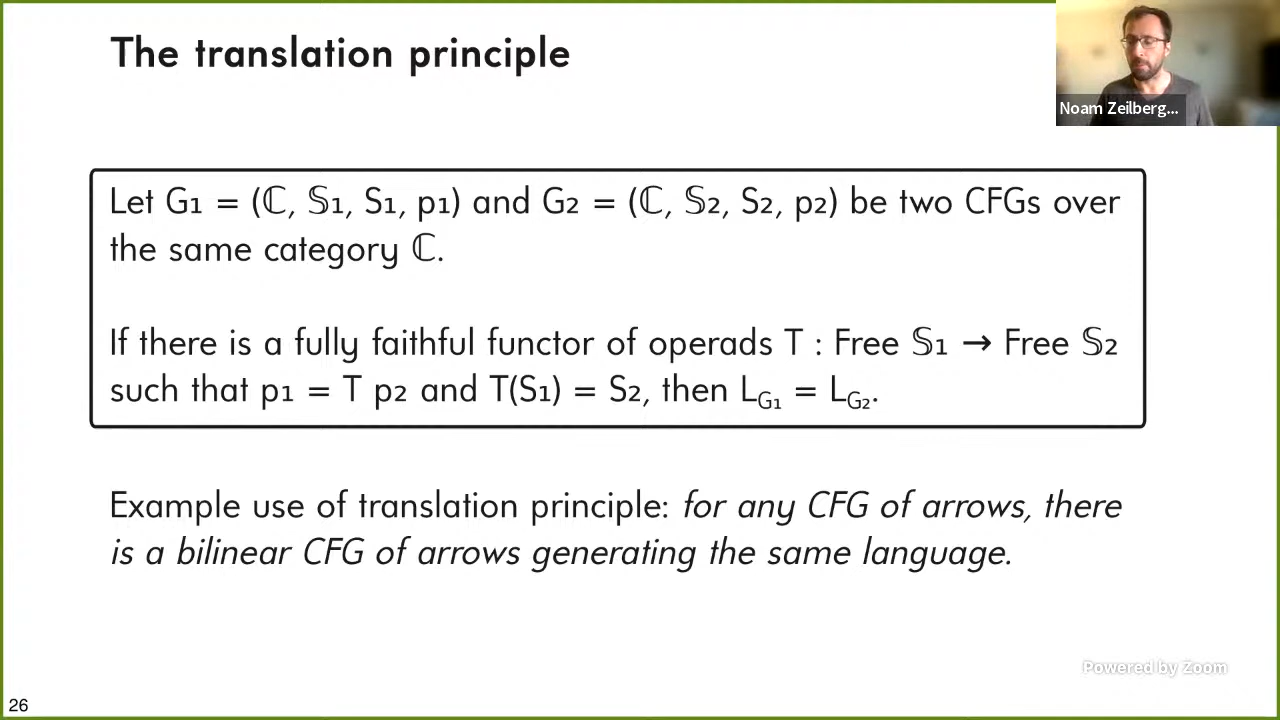 The translation principle
Noam Zeilberg...
Let G₁ = (ℂ, 𝕊₁, S₁, p₁) and G₂ = (ℂ, 𝕊₂, S₂, p₂) be two CFGs over
the same category ℂ.
If there is a fully faithful functor of operads T : Free 𝕊₁ → Free 𝕊₂
such that p₁ = T p₂ and T(S₁) = S₂, then L_G₁ = L_G₂.
Example use of translation principle: for any CFG of arrows, there
is a bilinear CFG of arrows generating the same language.
Powered by Zoom
26